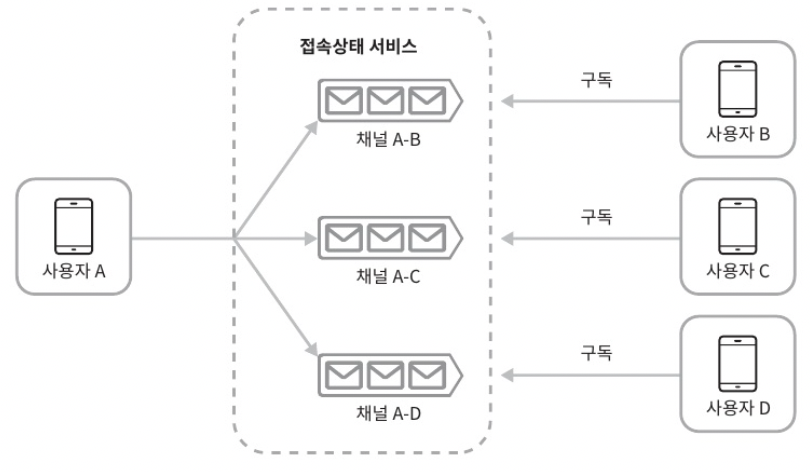 접속상태 서비스
구독
채널 A-B
사용자 B
구독
사용자 A
채널 A-C
사용자 C
구독
채널 A-D
사용자 D